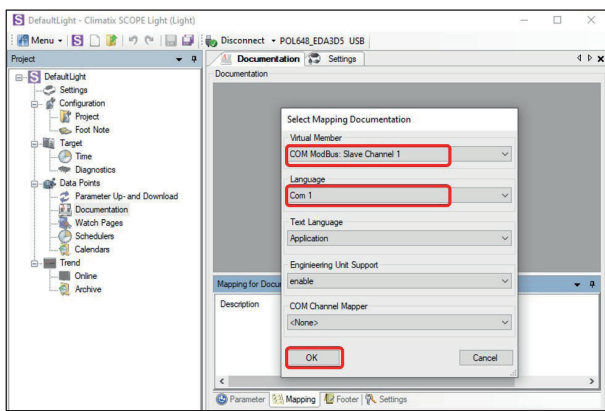 DefaultLight - Climatix SCOPE Light (Light)
Menu
Disconnect
POL648_EDA3D5 USB
Project
DefaultLight
Settings
Configuration
Project
Foot Note
Target
Time
Diagnostics
Data Points
Parameter Up- and Download
Documentation
Watch Pages
Schedulers
Calendars
Trend
Online
Archive
Documentation
Settings
Documentation
Select Mapping Documentation
Virtual Member
COM ModBus: Slave Channel 1
Language
Com 1
Text Language
Application
Engineering Unit Support
enable
COM Channel Mapper
<None>
OK
Cancel
Mapping for Docu
Description
Parameter
Mapping
Footer
Settings